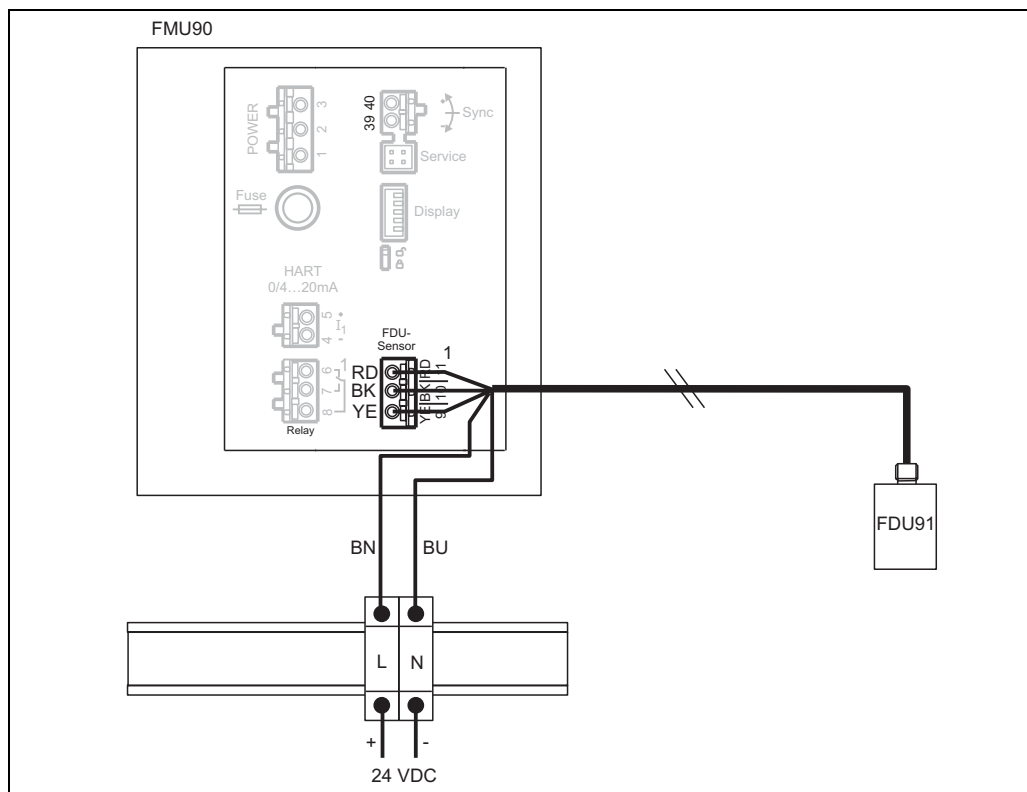 FMU90
POWER
3
2
1
39 40
Sync
Service
Fuse
Display
HART
0/4...20mA
5
4
I1
+
-
FDU-
Sensor
1
RD
BK
YE
RD 11
BK 10
YE 9
6
7
8
1
Relay
FDU91
BN
BU
L
N
+
-
24 VDC